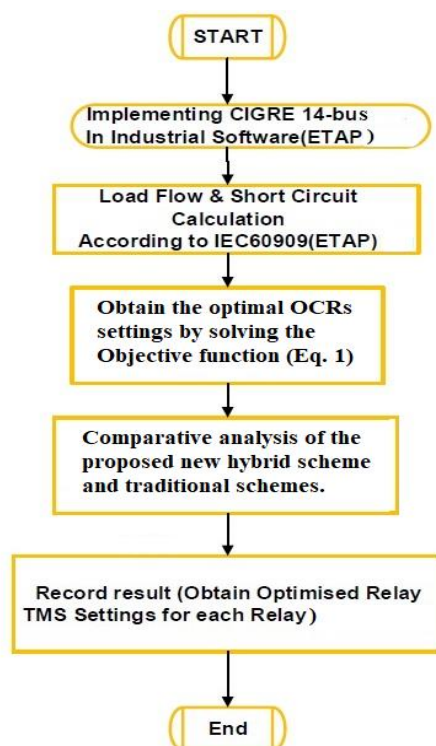 START
Implementing CIGRE 14-bus
In Industrial Software(ETAP )
Load Flow & Short Circuit
Calculation
According to IEC60909(ETAP)
Obtain the optimal OCRs
settings by solving the
Objective function (Eq. 1)
Comparative analysis of the
proposed new hybrid scheme
and traditional schemes.
Record result (Obtain Optimised Relay
TMS Settings for each Relay)
End